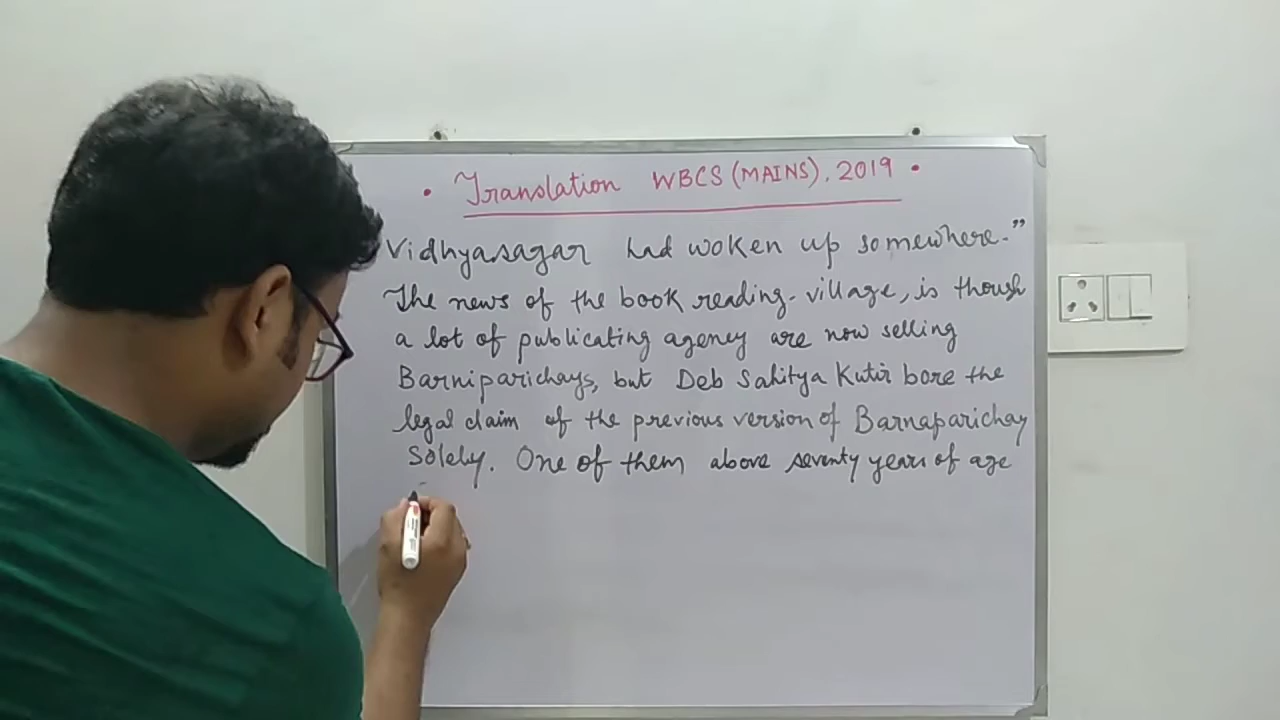 • Translation WBCS (MAINS), 2019 •
Vidhyasagar had woken up somewhere."
The news of the book reading-village, is though
a lot of publicating agency are now selling
Barniparichays, but Deb Sahitya Kutir bore the
legal claim of the previous version of Barnaparichay
Solely. One of them above seventy years of age